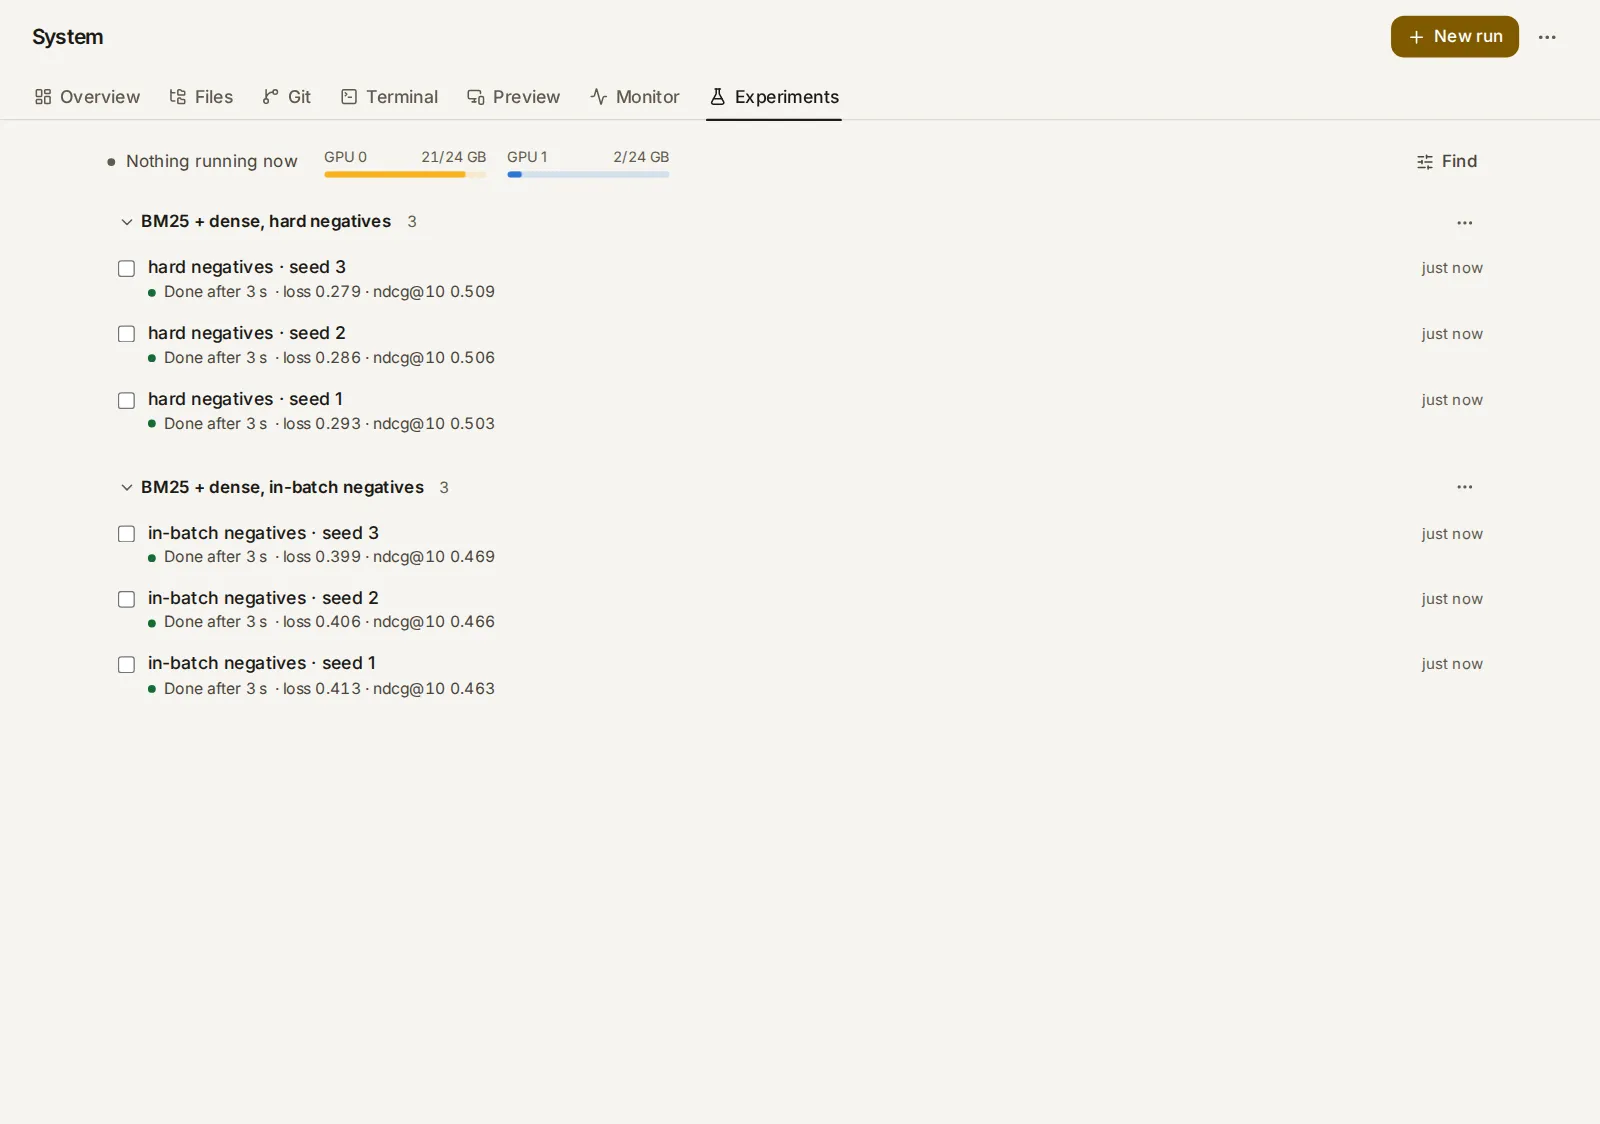 System
New run
Overview Files Git Terminal Preview Monitor Experiments
Nothing running now GPU 0 21/24 GB GPU 1 2/24 GB Find
BM25 + dense, hard negatives 3
hard negatives · seed 3 just now
Done after 3 s · loss 0.279 · ndcg@10 0.509
hard negatives · seed 2 just now
Done after 3 s · loss 0.286 · ndcg@10 0.506
hard negatives · seed 1 just now
Done after 3 s · loss 0.293 · ndcg@10 0.503
BM25 + dense, in-batch negatives 3
in-batch negatives · seed 3 just now
Done after 3 s · loss 0.399 · ndcg@10 0.469
in-batch negatives · seed 2 just now
Done after 3 s · loss 0.406 · ndcg@10 0.466
in-batch negatives · seed 1 just now
Done after 3 s · loss 0.413 · ndcg@10 0.463